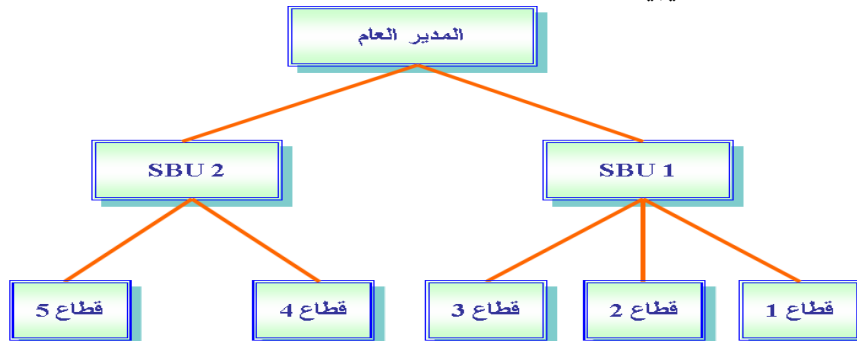 المدير العام
SBU 1
SBU 2
قطاع 1
قطاع 2
قطاع 3
قطاع 4
قطاع 5